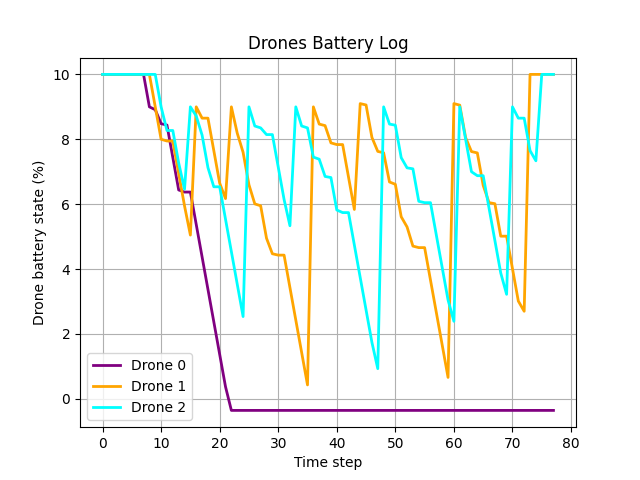 Drones Battery Log
Drone battery state (%)
10
8
6
4
2
0
Drone 0
Drone 1
Drone 2
0 10 20 30 40 50 60 70 80
Time step